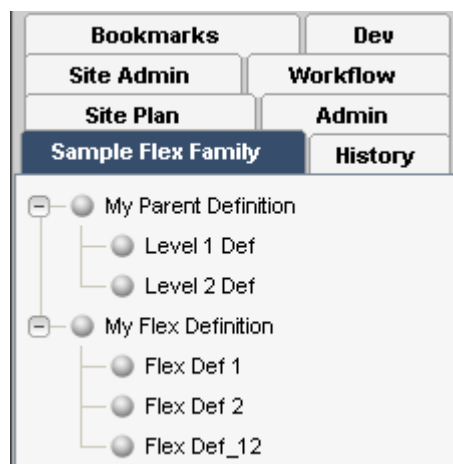 Bookmarks Dev
Site Admin Workflow
Site Plan Admin
Sample Flex Family History
My Parent Definition
Level 1 Def
Level 2 Def
My Flex Definition
Flex Def 1
Flex Def 2
Flex Def_12